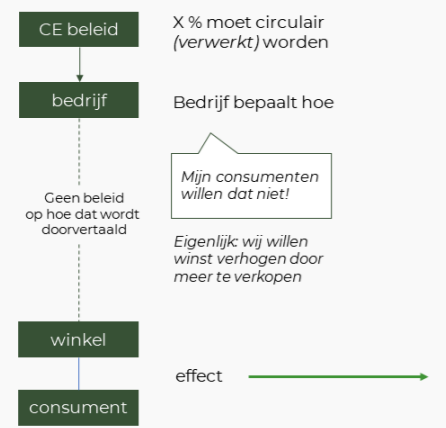 CE beleid
X % moet circulair
(verwerkt) worden
bedrijf
Bedrijf bepaalt hoe
Mijn consumenten
willen dat niet!
Geen beleid
op hoe dat wordt
doorvertaald
Eigenlijk: wij willen
winst verhogen door
meer te verkopen
winkel
effect
consument